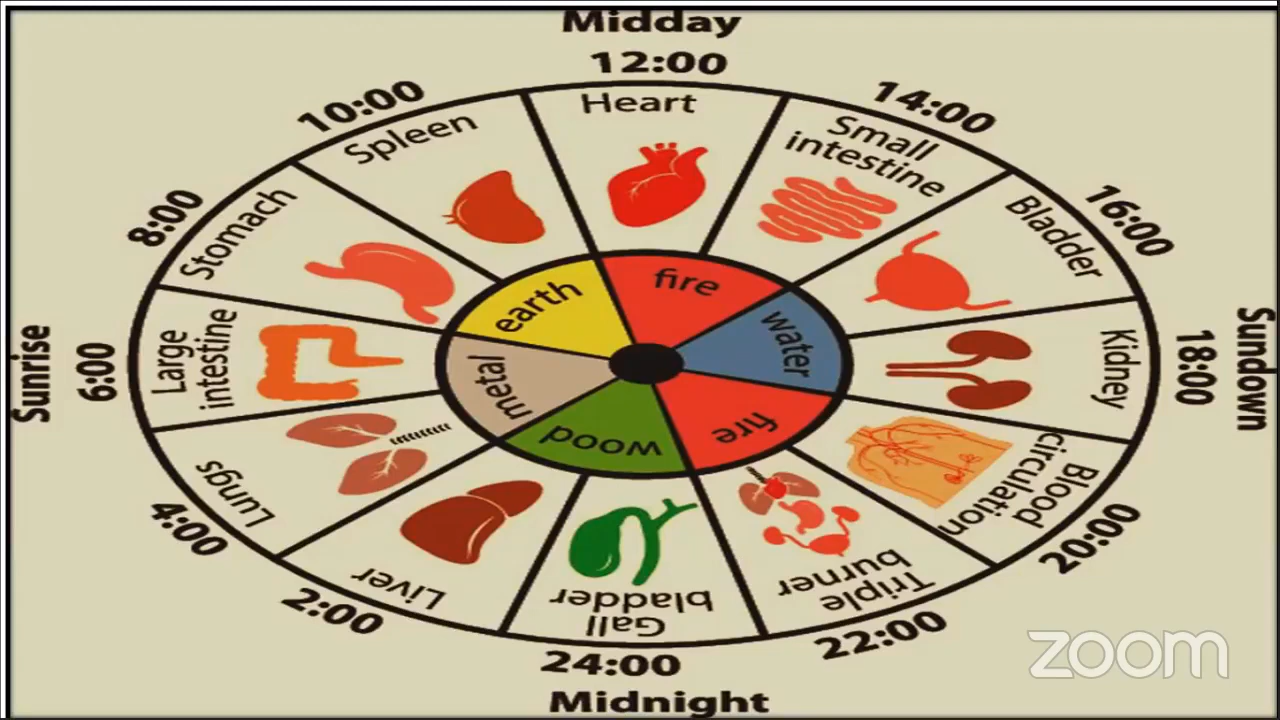 Midday
12:00
Heart
14:00
Small
intestine
16:00
Bladder
Sundown
18:00
Kidney
20:00
Blood
circulation
22:00
Triple
burner
24:00
Midnight
Gall
bladder
2:00
Liver
4:00
Lungs
Sunrise
6:00
Large
intestine
8:00
Stomach
10:00
Spleen
fire
water
fire
wood
metal
earth
zoom